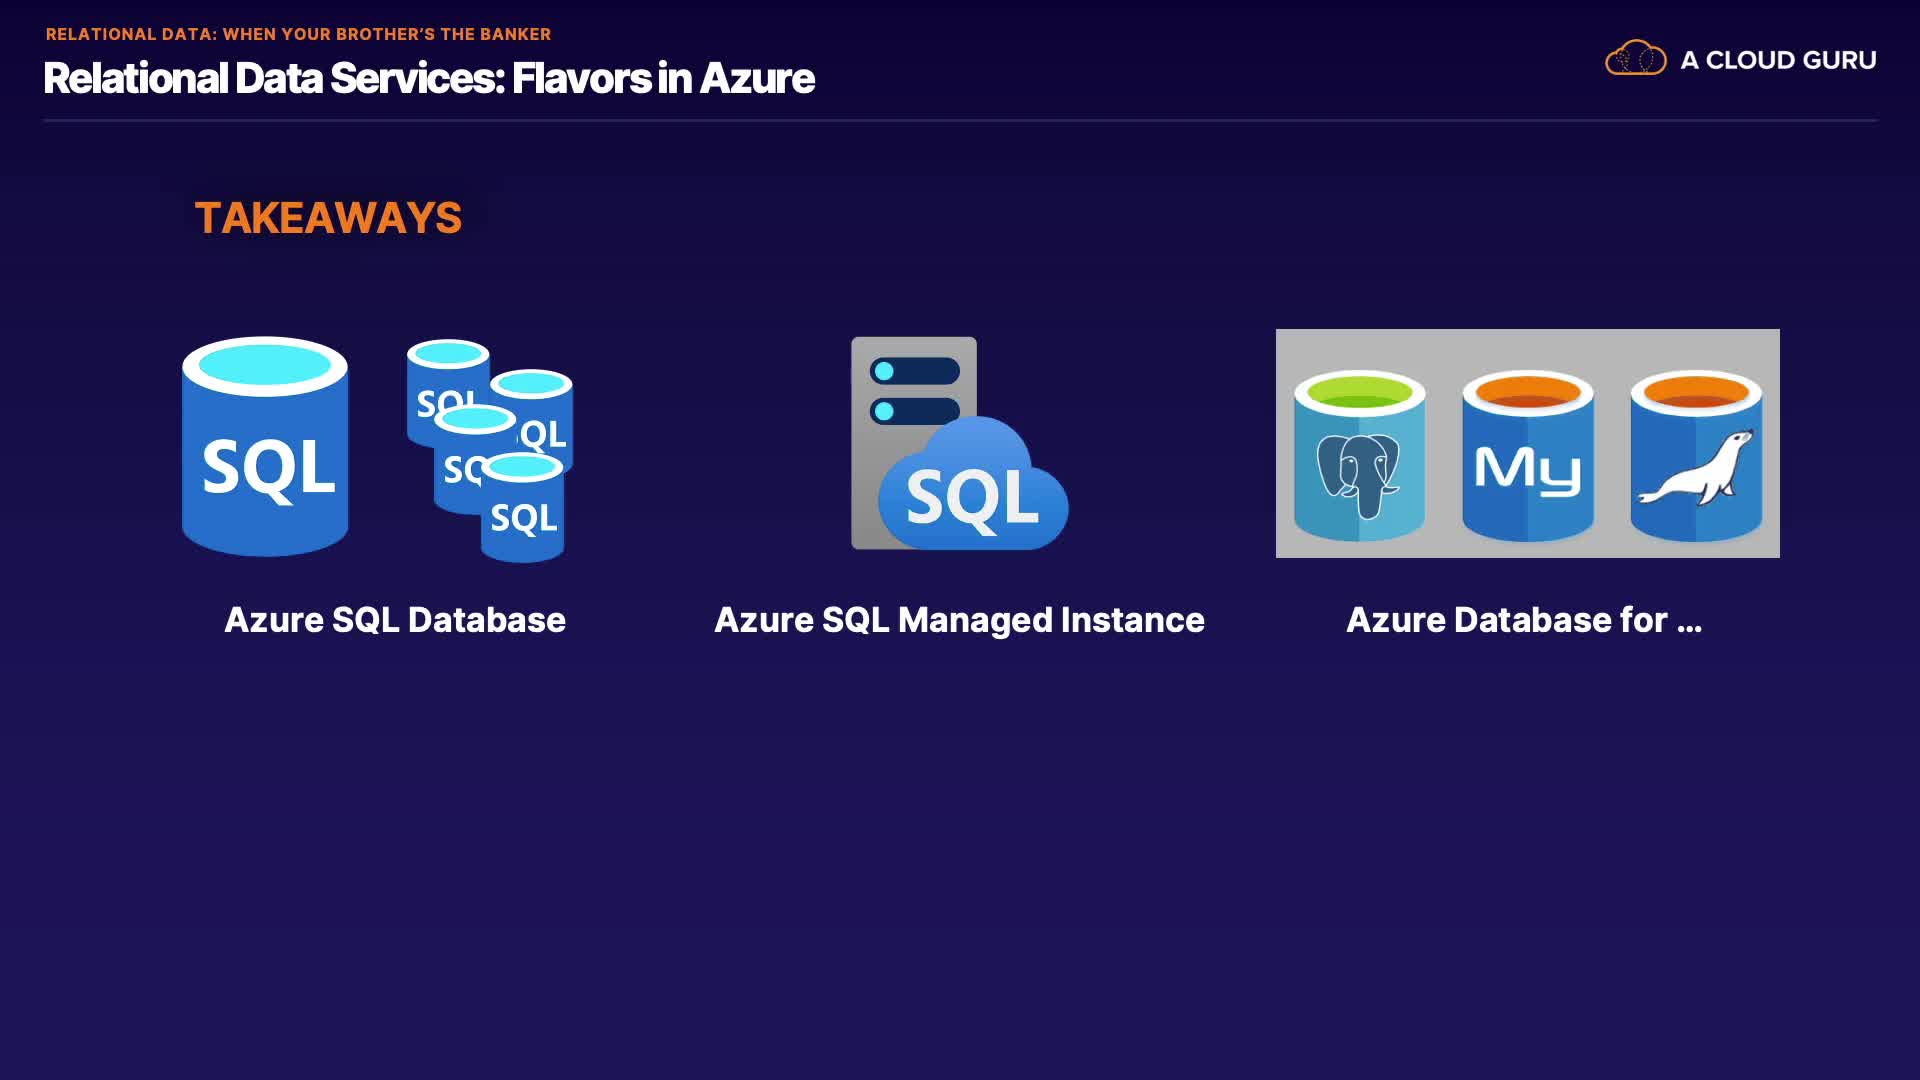 RELATIONAL DATA: WHEN YOUR BROTHER'S THE BANKER
Relational Data Services: Flavors in Azure
A CLOUD GURU
TAKEAWAYS
SQL
SQL
SQL
SQL
SQL
SQL
My
Azure SQL Database
Azure SQL Managed Instance
Azure Database for ...